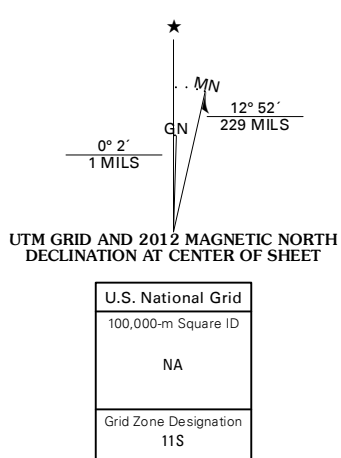 ★
MN
12° 52´
229 MILS
GN
0° 2´
1 MILS
UTM GRID AND 2012 MAGNETIC NORTH
DECLINATION AT CENTER OF SHEET
U.S. National Grid
100,000-m Square ID
NA
Grid Zone Designation
11S